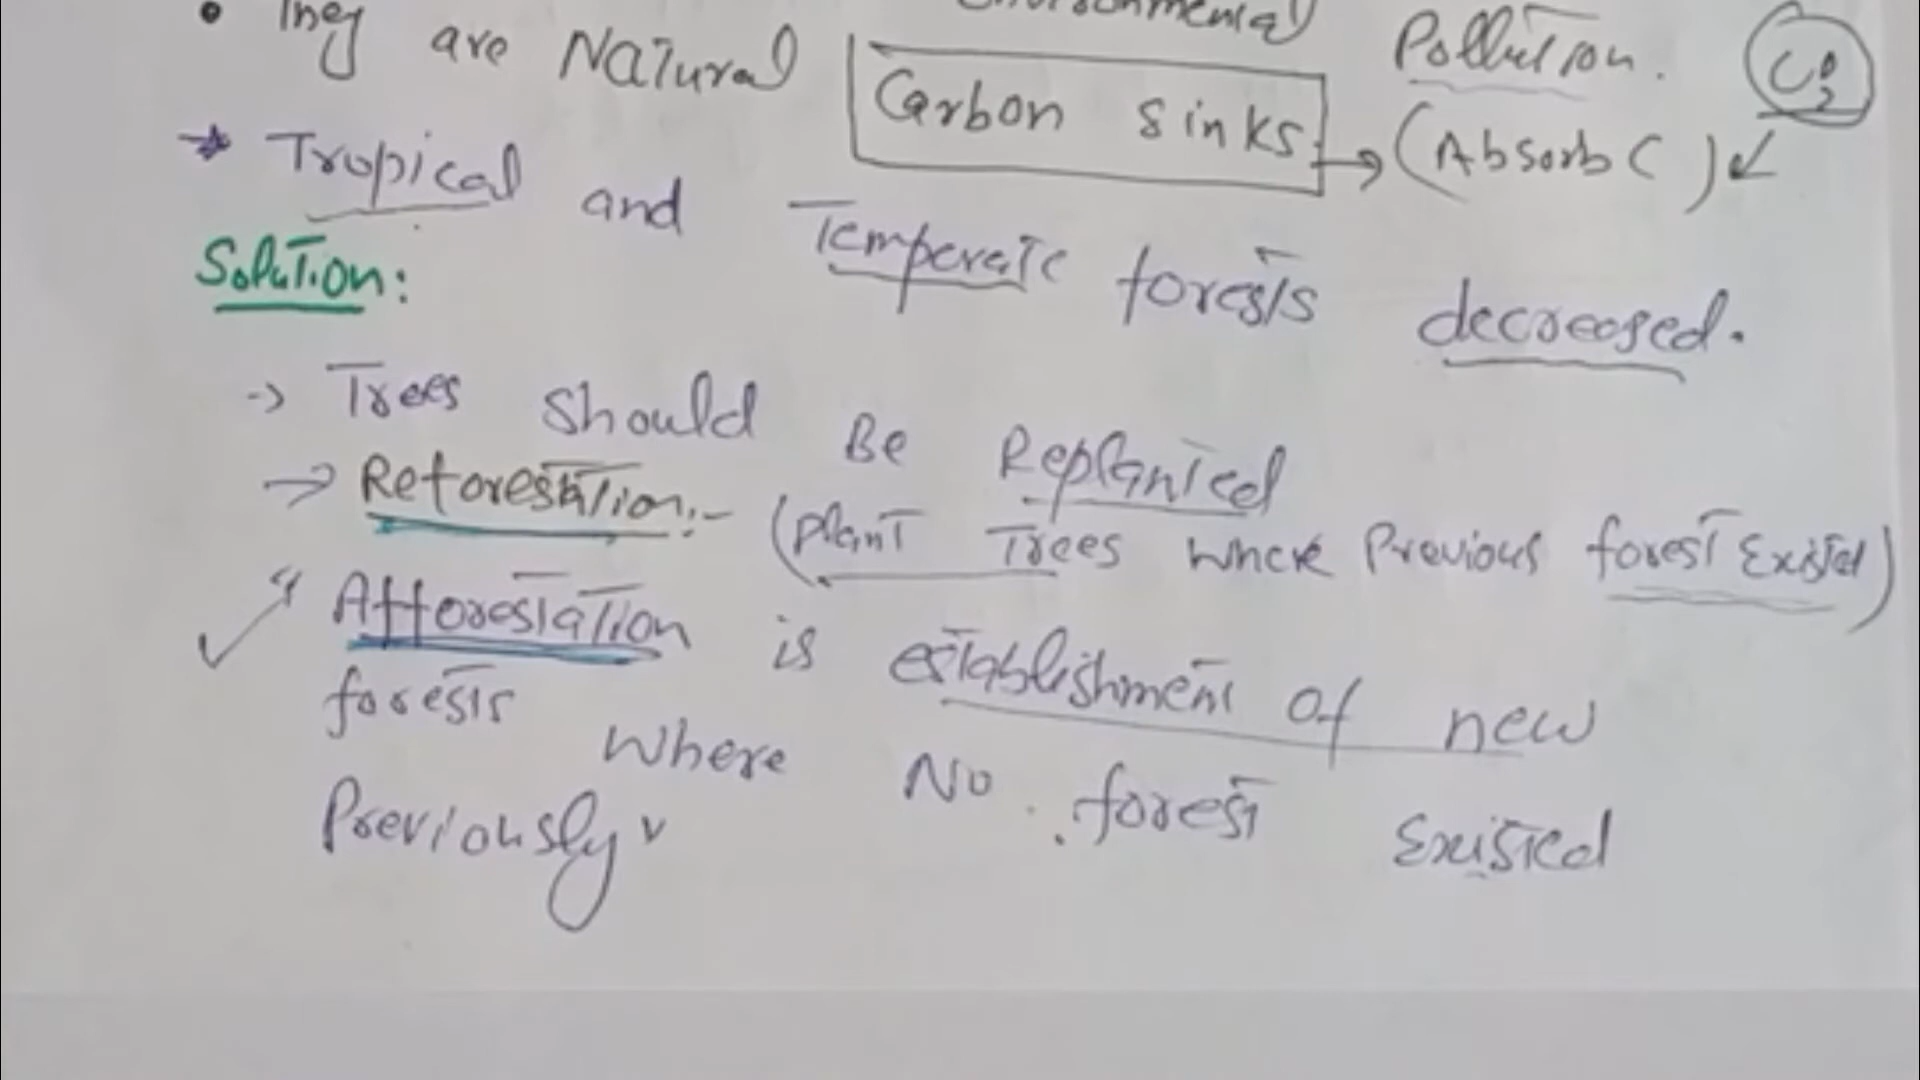 Environmental Pollution. CO2
• They are Natural Carbon sinks → (Absorb C) ✓
* Tropical and Temperate forests decreased.
Solution:
-> Trees should Be Replanted
-> Reforestation:- (plant Trees where Previous forest Existed)
Afforestation is establishment of new
forests where No forest Existed
Previously